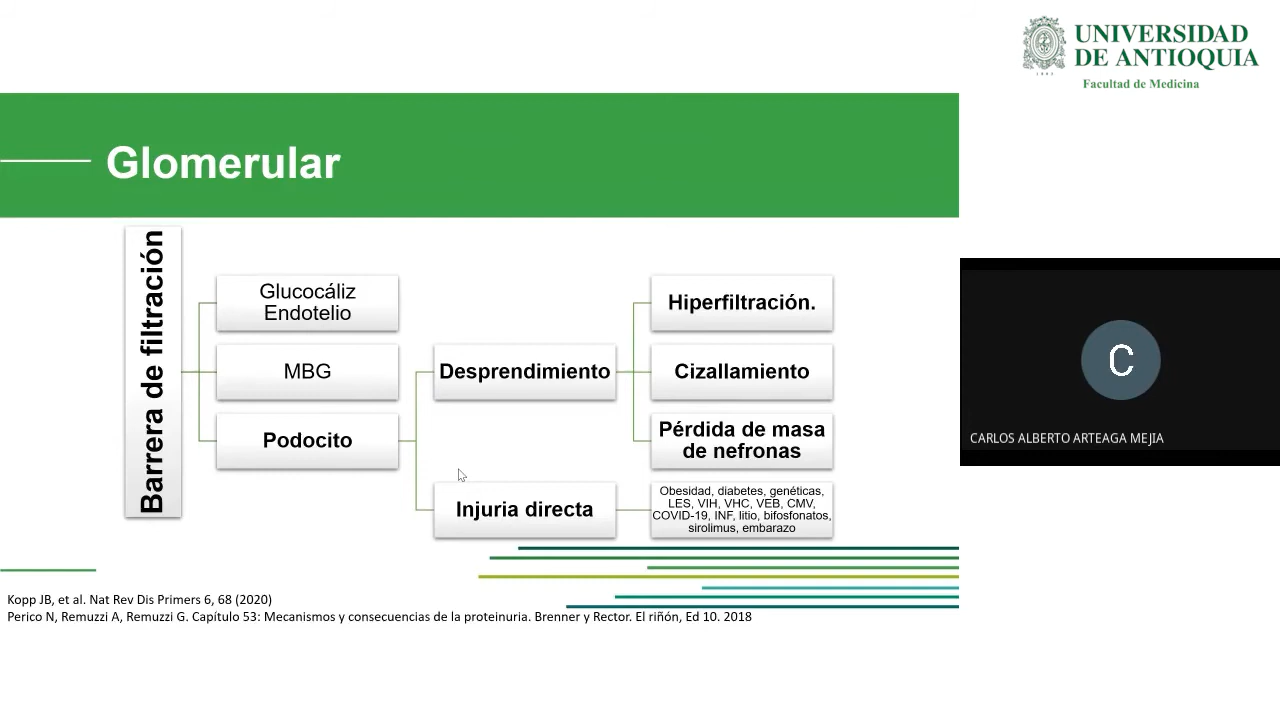 UNIVERSIDAD
DE ANTIOQUIA
1803
Facultad de Medicina
Glomerular
Barrera de filtración
Glucocáliz
Endotelio
MBG
Podocito
Desprendimiento
Injuria directa
Hiperfiltración.
Cizallamiento
Pérdida de masa
de nefronas
Obesidad, diabetes, genéticas,
LES, VIH, VHC, VEB, CMV,
COVID-19, INF, litio, bifosfonatos,
sirolimus, embarazo
C
CARLOS ALBERTO ARTEAGA MEJIA
Kopp JB, et al. Nat Rev Dis Primers 6, 68 (2020)
Perico N, Remuzzi A, Remuzzi G. Capítulo 53: Mecanismos y consecuencias de la proteinuria. Brenner y Rector. El riñón, Ed 10. 2018